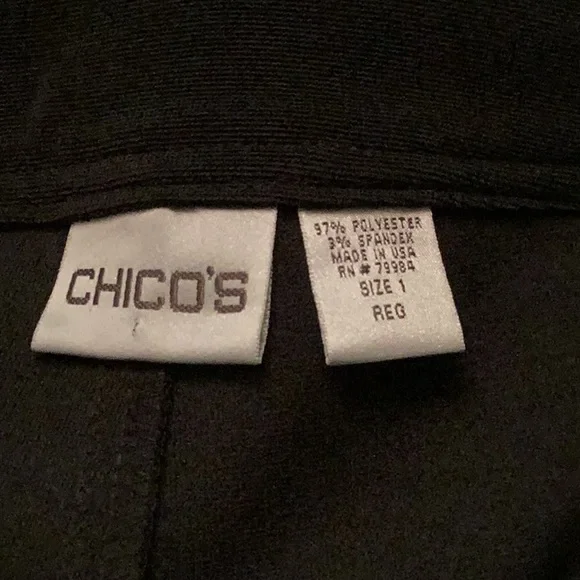 CHICO'S
97% POLYESTER
3% SPANDEX
MADE IN USA
RN # 79984
SIZE 1
REG